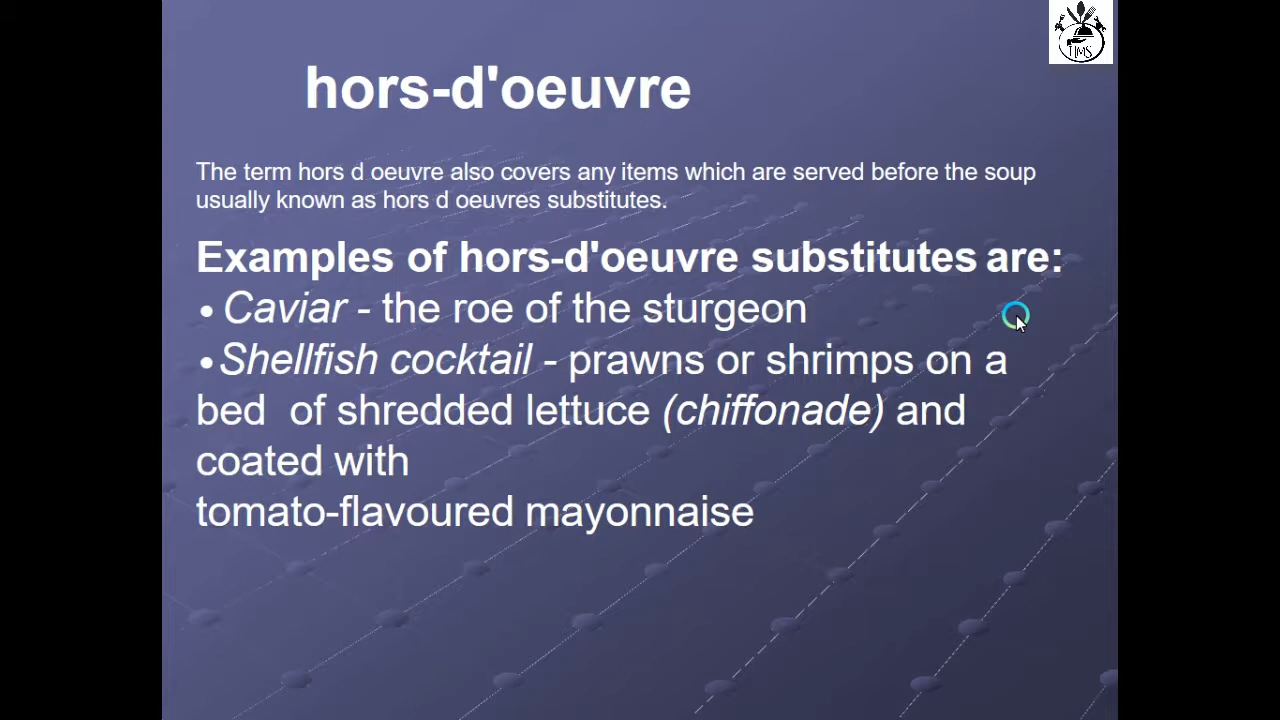 TJMS
hors-d'oeuvre
The term hors d oeuvre also covers any items which are served before the soup
usually known as hors d oeuvres substitutes.
Examples of hors-d'oeuvre substitutes are:
• Caviar - the roe of the sturgeon
•Shellfish cocktail - prawns or shrimps on a
bed  of shredded lettuce (chiffonade) and
coated with
tomato-flavoured mayonnaise